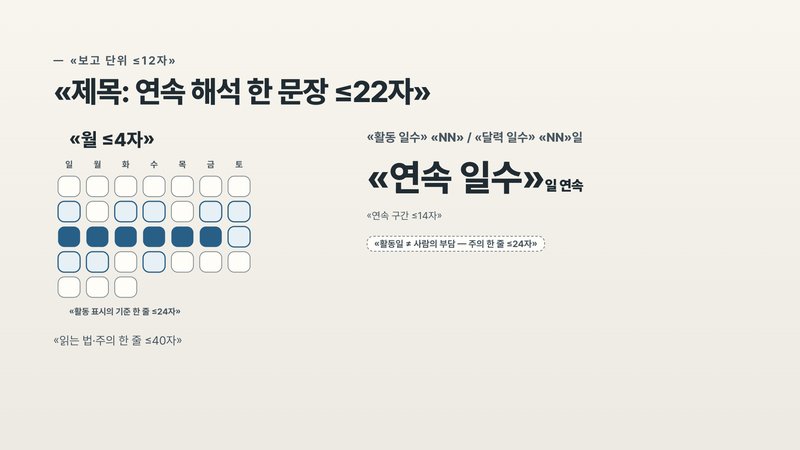 — «보고 단위 ≤12자»
«제목: 연속 해석 한 문장 ≤22자»
«월 ≤4자»
일 월 화 수 목 금 토
«활동 표시의 기준 한 줄 ≤24자»
«읽는 법·주의 한 줄 ≤40자»
«활동 일수» «NN» / «달력 일수» «NN»일
«연속 일수»일 연속
«연속 구간 ≤14자»
«활동일 ≠ 사람의 부담 — 주의 한 줄 ≤24자»